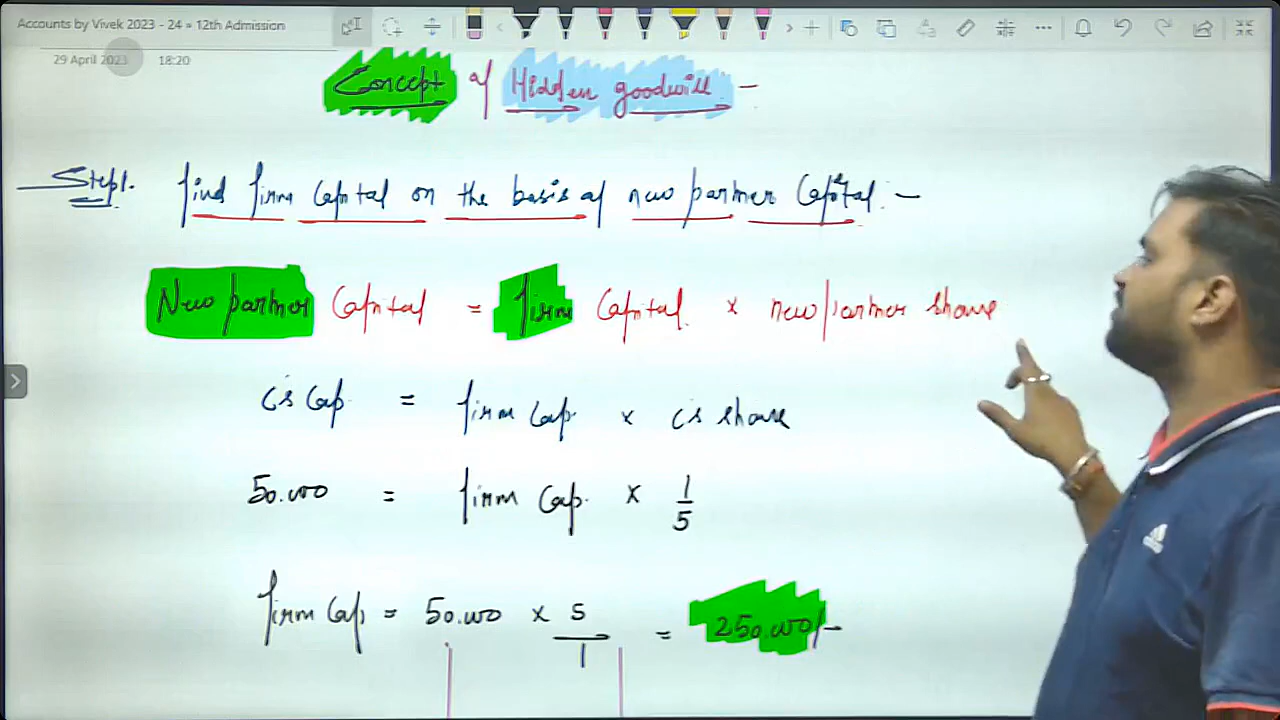 Accounts by Vivek 2023 - 24 » 12th Admission
29 April 2023 18:20
Concept of Hidden goodwill :-
Step1. find firm Capital on the basis of new partner Capital :-
New partner Capital = firm Capital × new partner share
C's Cap = firm Cap × C's share
50.000 = firm Cap. × 1/5
firm Cap = 50.000 × 5/1 = 250.000/-